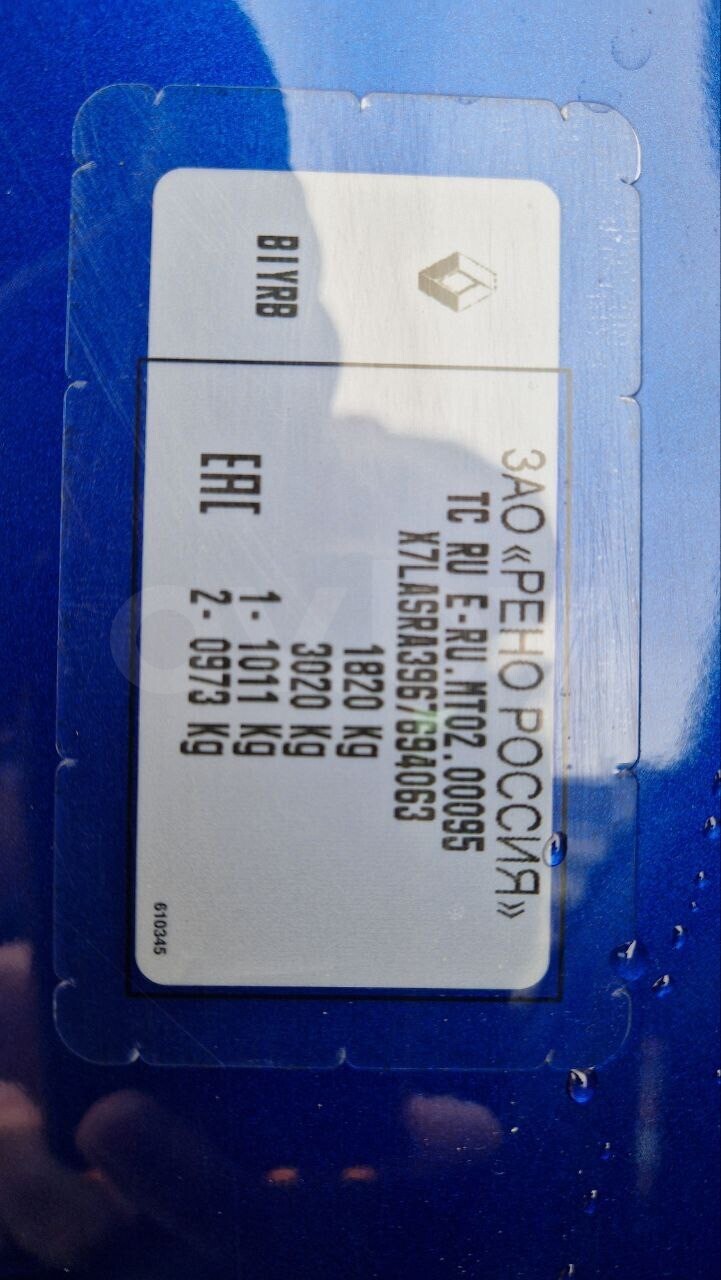 ЗАО «РЕНО РОССИЯ»
TC RU E-RU.MT02.00095
X7LASRA3967694063
1820 Kg
3020 Kg
1- 1011 Kg
2- 0973 Kg
EAC
BIYRB
610345